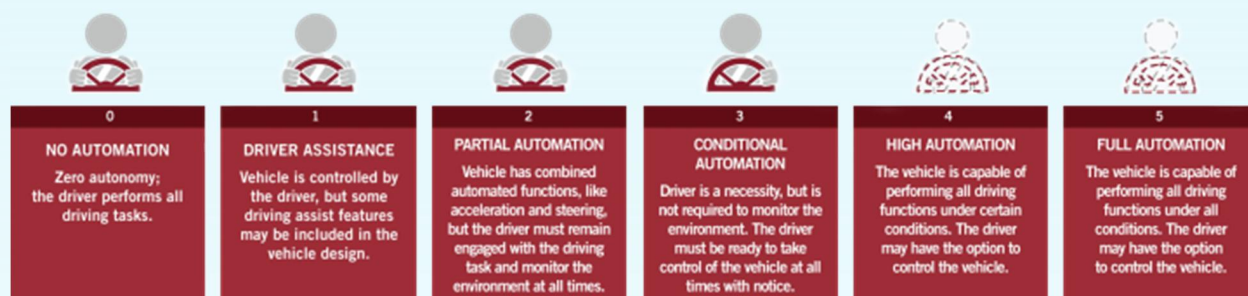 0
NO AUTOMATION
Zero autonomy;
the driver performs all
driving tasks.
1
DRIVER ASSISTANCE
Vehicle is controlled by
the driver, but some
driving assist features
may be included in the
vehicle design.
2
PARTIAL AUTOMATION
Vehicle has combined
automated functions, like
acceleration and steering,
but the driver must remain
engaged with the driving
task and monitor the
environment at all times.
3
CONDITIONAL
AUTOMATION
Driver is a necessity, but is
not required to monitor the
environment. The driver
must be ready to take
control of the vehicle at all
times with notice.
4
HIGH AUTOMATION
The vehicle is capable of
performing all driving
functions under certain
conditions. The driver
may have the option to
control the vehicle.
5
FULL AUTOMATION
The vehicle is capable of
performing all driving
functions under all
conditions. The driver
may have the option
to control the vehicle.